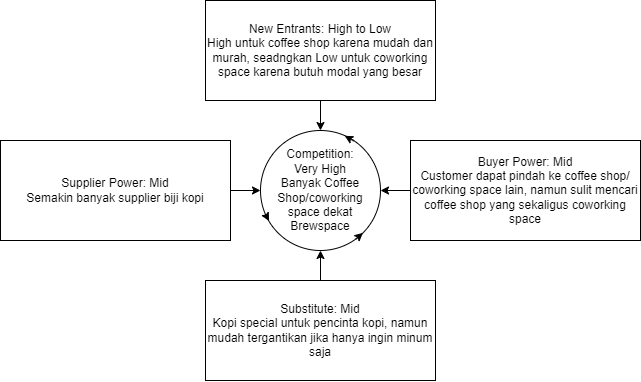 New Entrants: High to Low
High untuk coffee shop karena mudah dan
murah, seadngkan Low untuk coworking
space karena butuh modal yang besar
Supplier Power: Mid
Semakin banyak supplier biji kopi
Competition:
Very High
Banyak Coffee
Shop/coworking
space dekat
Brewspace
Buyer Power: Mid
Customer dapat pindah ke coffee shop/
coworking space lain, namun sulit mencari
coffee shop yang sekaligus coworking
space
Substitute: Mid
Kopi special untuk pencinta kopi, namun
mudah tergantikan jika hanya ingin minum
saja